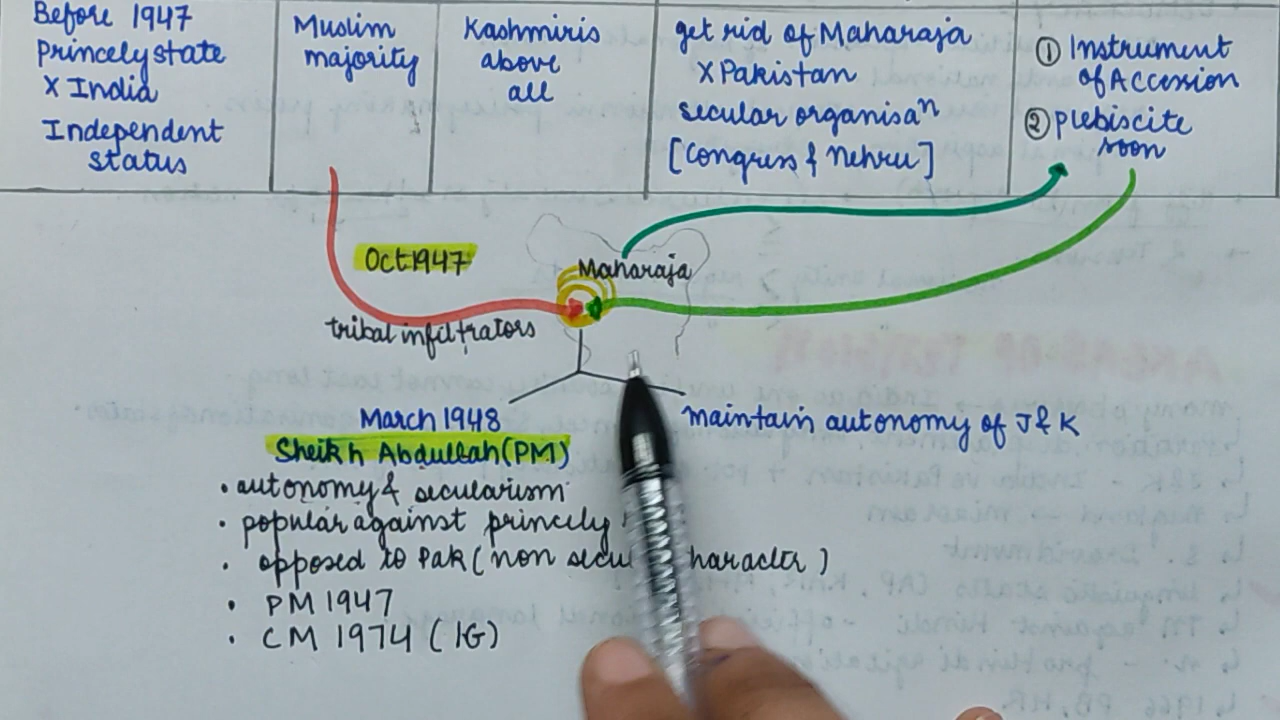 Before 1947
Princely state
X India
Independent
status
Muslim
majority
Kashmiris
above
all
get rid of Maharaja
X Pakistan
secular organisaⁿ
[Congress & Nehru]
① Instrument
of Accession
② plebiscite
soon
Oct 1947
Maharaja
tribal infiltrators
March 1948
Sheikh Abdullah (PM)
• autonomy & secularism
• popular against princely
• opposed to Pak (non secu haracter)
• PM 1947
• CM 1974 (IG)
maintain autonomy of J & K